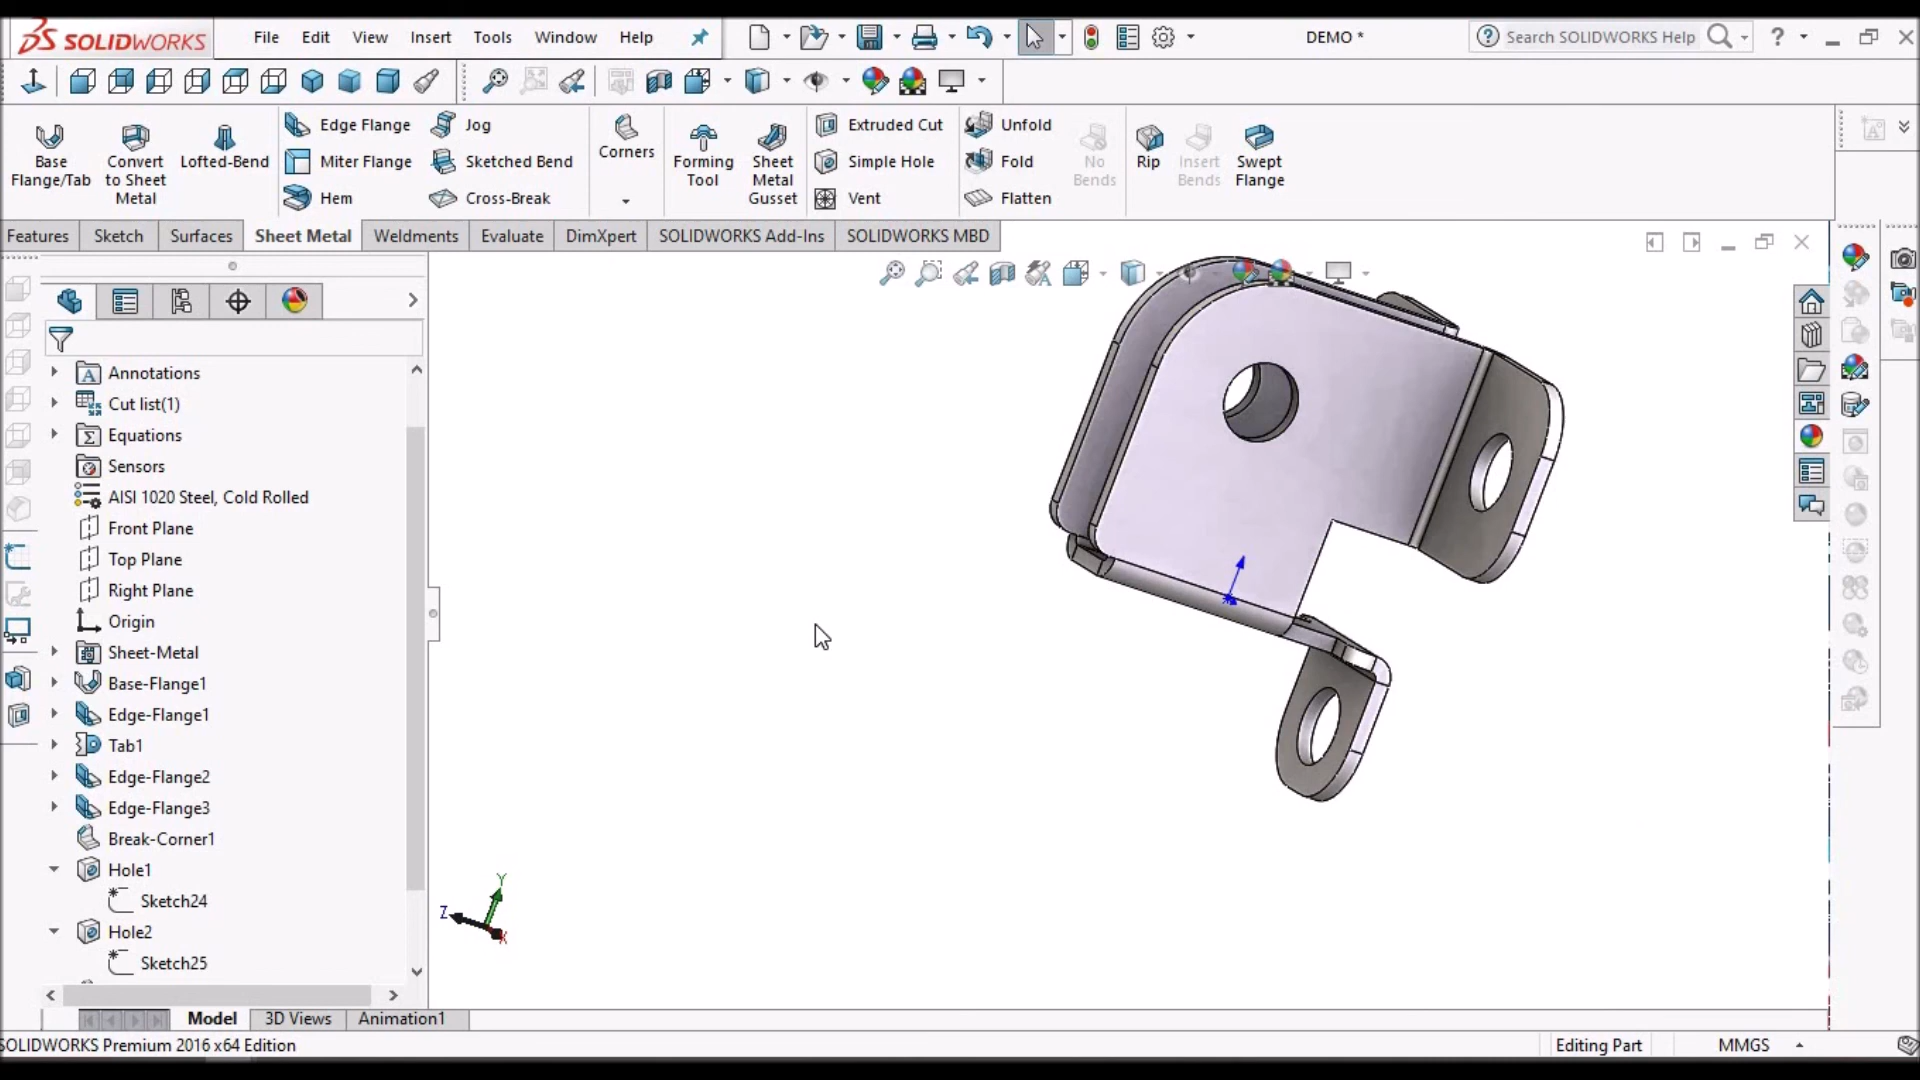 SOLIDWORKS File Edit View Insert Tools Window Help DEMO * Search SOLIDWORKS Help ?
Base Flange/Tab
Convert to Sheet Metal
Lofted-Bend
Edge Flange
Miter Flange
Hem
Jog
Sketched Bend
Cross-Break
Corners
Forming Tool
Sheet Metal Gusset
Extruded Cut
Simple Hole
Vent
Unfold
Fold
Flatten
No Bends
Rip
Insert Bends
Swept Flange
Features Sketch Surfaces Sheet Metal Weldments Evaluate DimXpert SOLIDWORKS Add-Ins SOLIDWORKS MBD
Annotations
Cut list(1)
Equations
Sensors
AISI 1020 Steel, Cold Rolled
Front Plane
Top Plane
Right Plane
Origin
Sheet-Metal
Base-Flange1
Edge-Flange1
Tab1
Edge-Flange2
Edge-Flange3
Break-Corner1
Hole1
Sketch24
Hole2
Sketch25
Y
Z
X
Model 3D Views Animation1
SOLIDWORKS Premium 2016 x64 Edition Editing Part MMGS